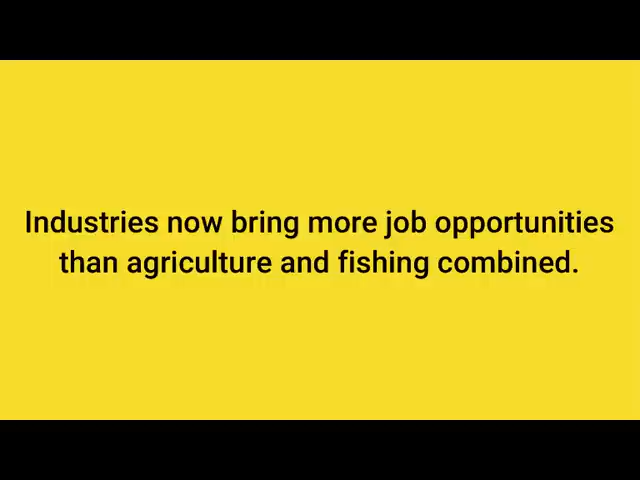 Industries now bring more job opportunities
than agriculture and fishing combined.